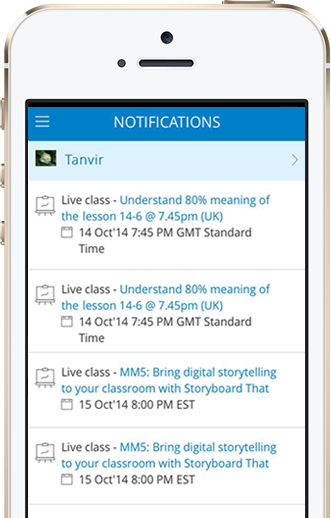 NOTIFICATIONS
Tanvir
Live class - Understand 80% meaning of
the lesson 14-6 @ 7.45pm (UK)
14 Oct'14 7:45 PM GMT Standard
Time
Live class - Understand 80% meaning of
the lesson 14-6 @ 7.45pm (UK)
14 Oct'14 7:45 PM GMT Standard
Time
Live class - MM5: Bring digital storytelling
to your classroom with Storyboard That
15 Oct'14 8:00 PM EST
Live class - MM5: Bring digital storytelling
to your classroom with Storyboard That
15 Oct'14 8:00 PM EST